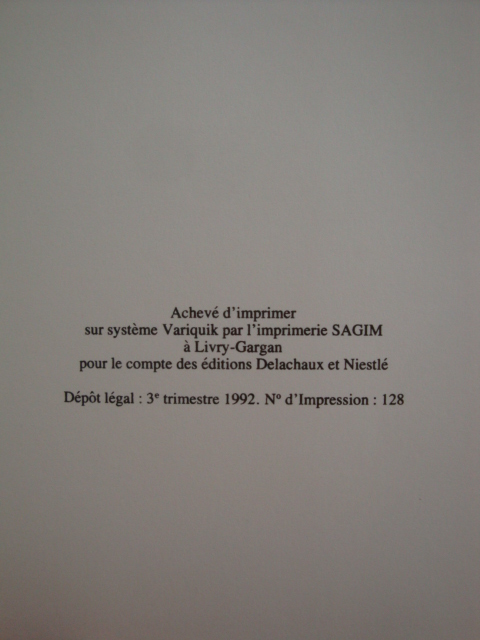 Achevé d'imprimer
sur système Variquik par l'imprimerie SAGIM
à Livry-Gargan
pour le compte des éditions Delachaux et Niestlé
Dépôt légal : 3e trimestre 1992. No d'Impression : 128